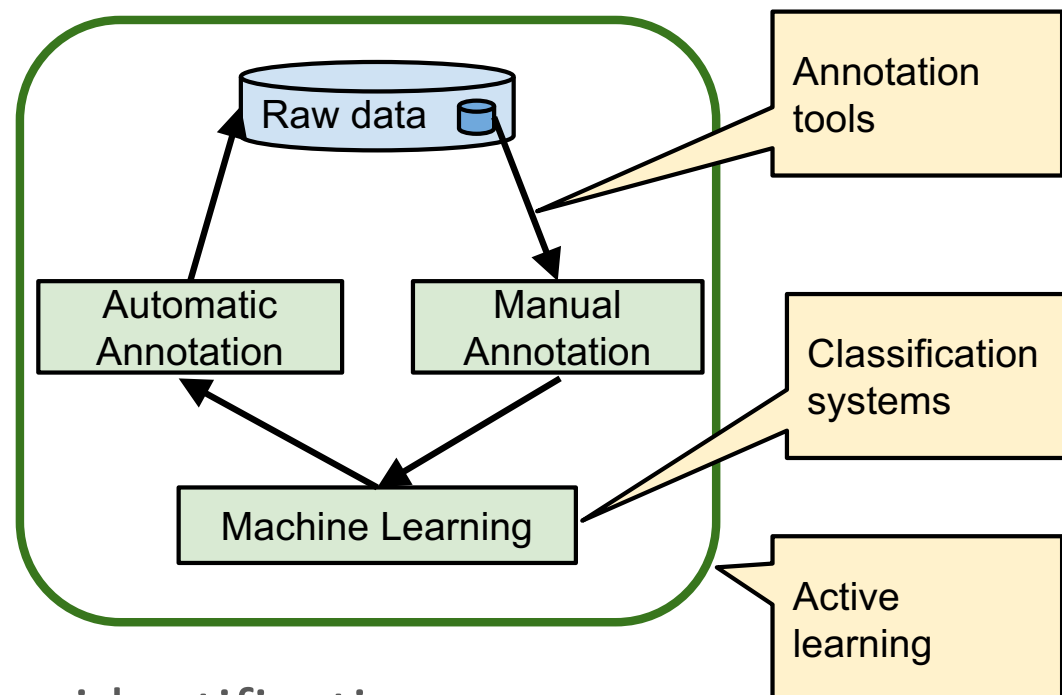 Raw data
Annotation
tools
Automatic
Annotation
Manual
Annotation
Classification
systems
Machine Learning
Active
learning